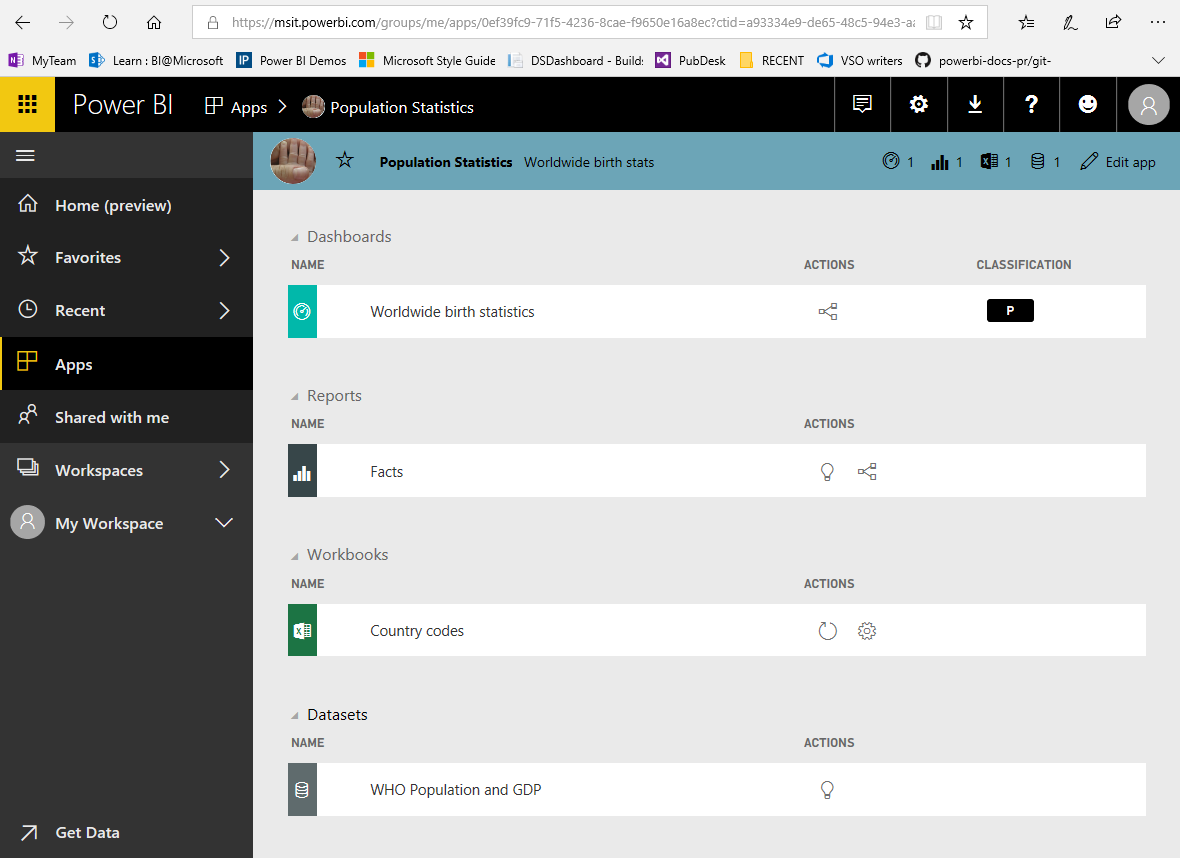 https://msit.powerbi.com/groups/me/apps/0ef39fc9-71f5-4236-8cae-f9650e16a8ec?ctid=a93334e9-de65-48c5-94e3-aa
MyTeam Learn : BI@Microsoft IP Power BI Demos Microsoft Style Guide DSDashboard - Build: PubDesk RECENT VSO writers powerbi-docs-pr/git-
Power BI Apps Population Statistics
Population Statistics Worldwide birth stats 1 1 1 1 Edit app
Home (preview)
Favorites
Recent
Apps
Shared with me
Workspaces
My Workspace
Get Data
Dashboards
NAME ACTIONS CLASSIFICATION
Worldwide birth statistics P
Reports
NAME ACTIONS
Facts
Workbooks
NAME ACTIONS
Country codes
Datasets
NAME ACTIONS
WHO Population and GDP